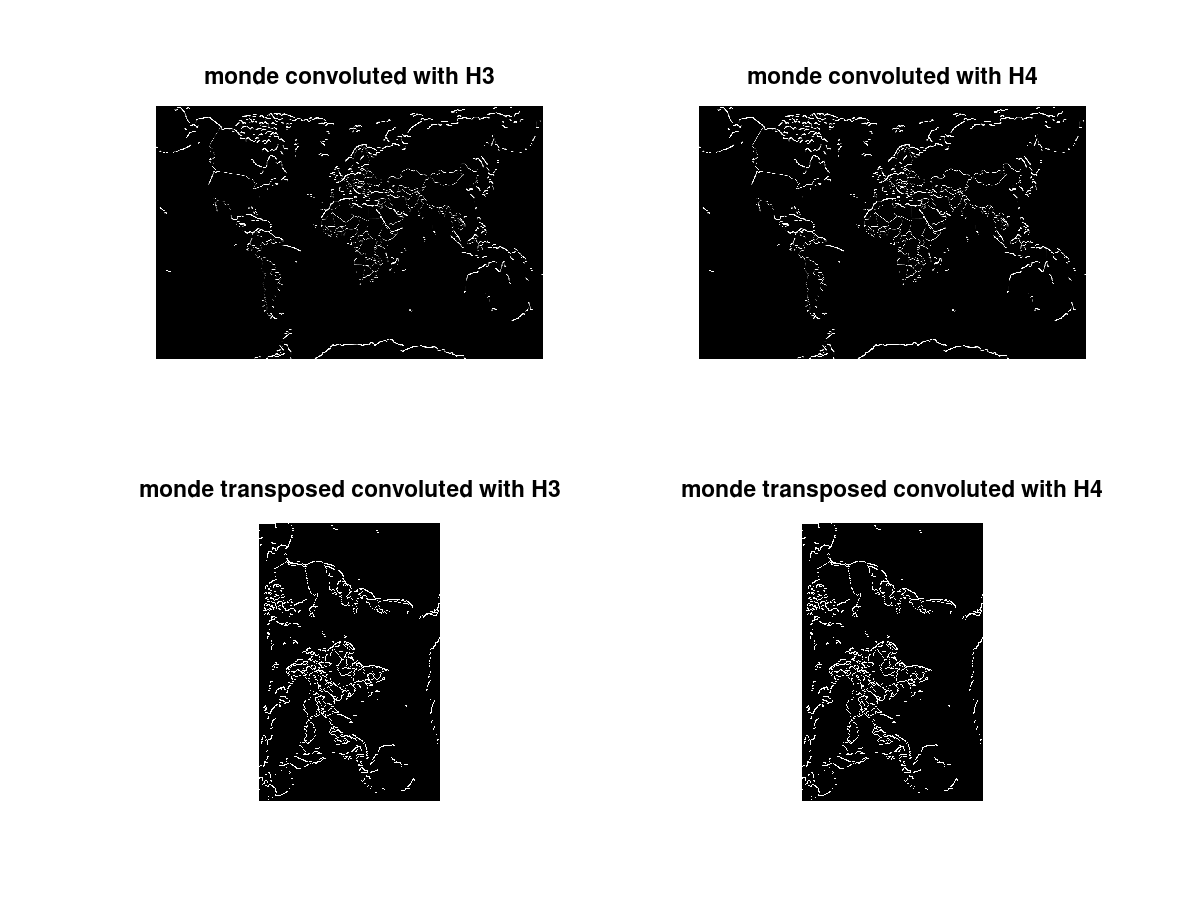 monde convoluted with H3
monde convoluted with H4
monde transposed convoluted with H3
monde transposed convoluted with H4